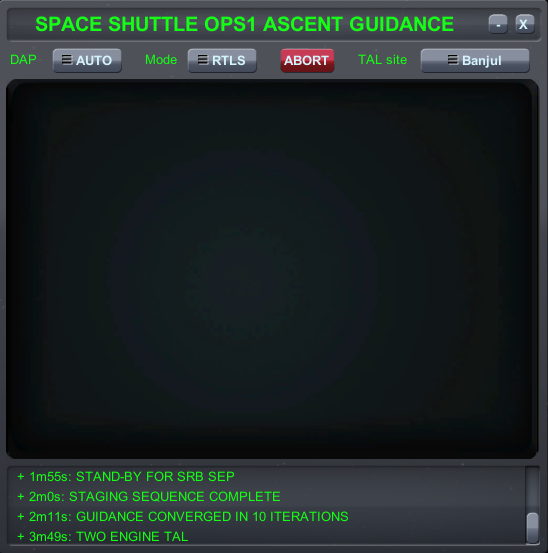 SPACE SHUTTLE OPS1 ASCENT GUIDANCE - X
DAP AUTO Mode RTLS ABORT TAL site Banjul
+ 1m55s: STAND-BY FOR SRB SEP
+ 2m0s: STAGING SEQUENCE COMPLETE
+ 2m11s: GUIDANCE CONVERGED IN 10 ITERATIONS
+ 3m49s: TWO ENGINE TAL